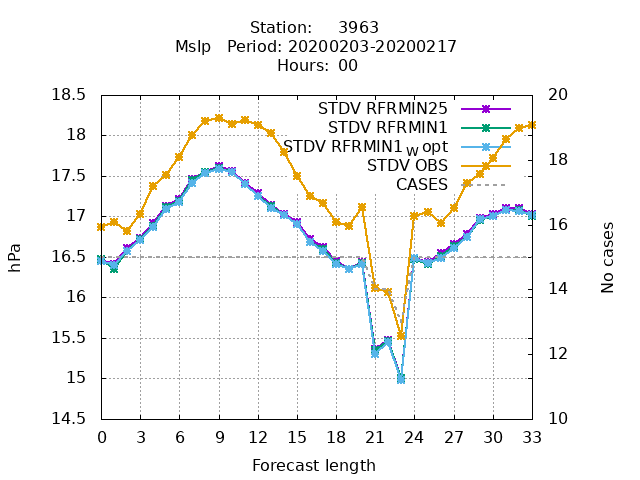 Station: 3963
Mslp Period: 20200203-20200217
Hours: 00
hPa
No cases
18.5
18
17.5
17
16.5
16
15.5
15
14.5
20
18
16
14
12
10
STDV RFRMIN25
STDV RFRMIN1
STDV RFRMIN1 w opt
STDV OBS
CASES
0 3 6 9 12 15 18 21 24 27 30 33
Forecast length